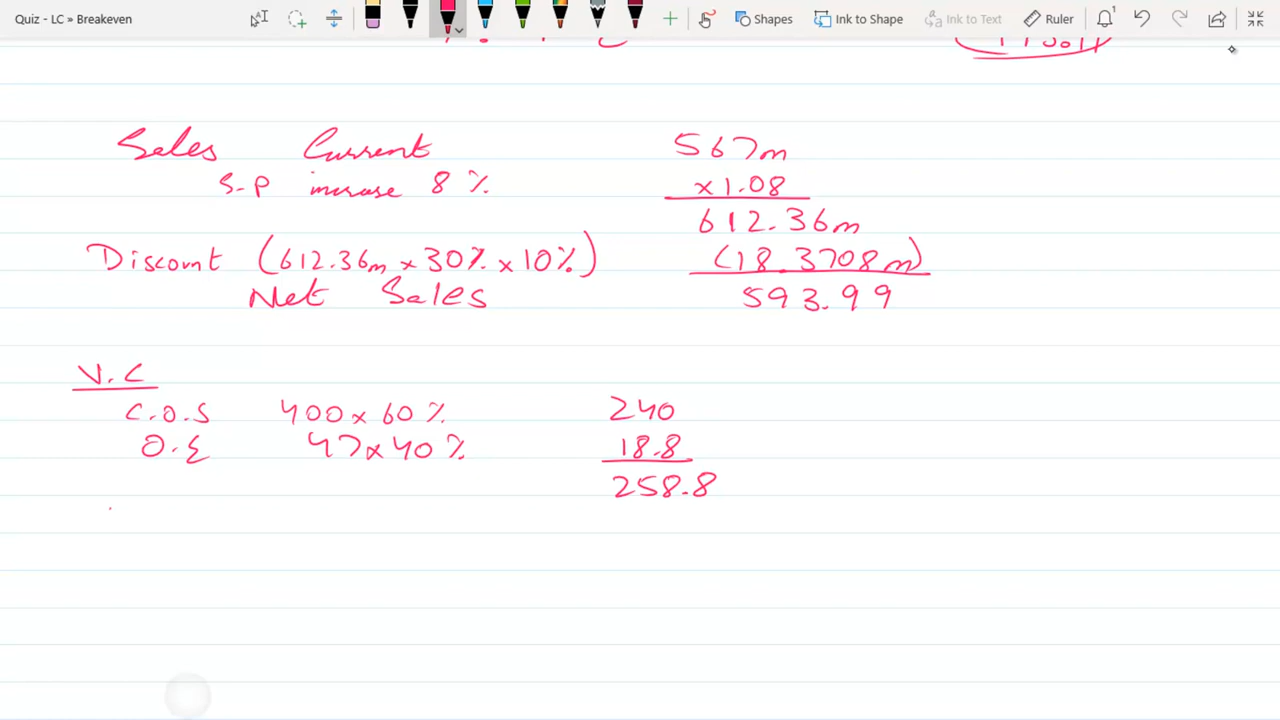 Quiz - LC » Breakeven
Shapes Ink to Shape Ink to Text Ruler
Sales Current 567m
S-P increase 8 % x1.08
612.36m
Discount (612.36m x 30% x 10%) (18.3708m)
Net Sales 593.99
V.C
C.O.S 400 x 60 % 240
O.E 47 x 40 % 18.8
258.8